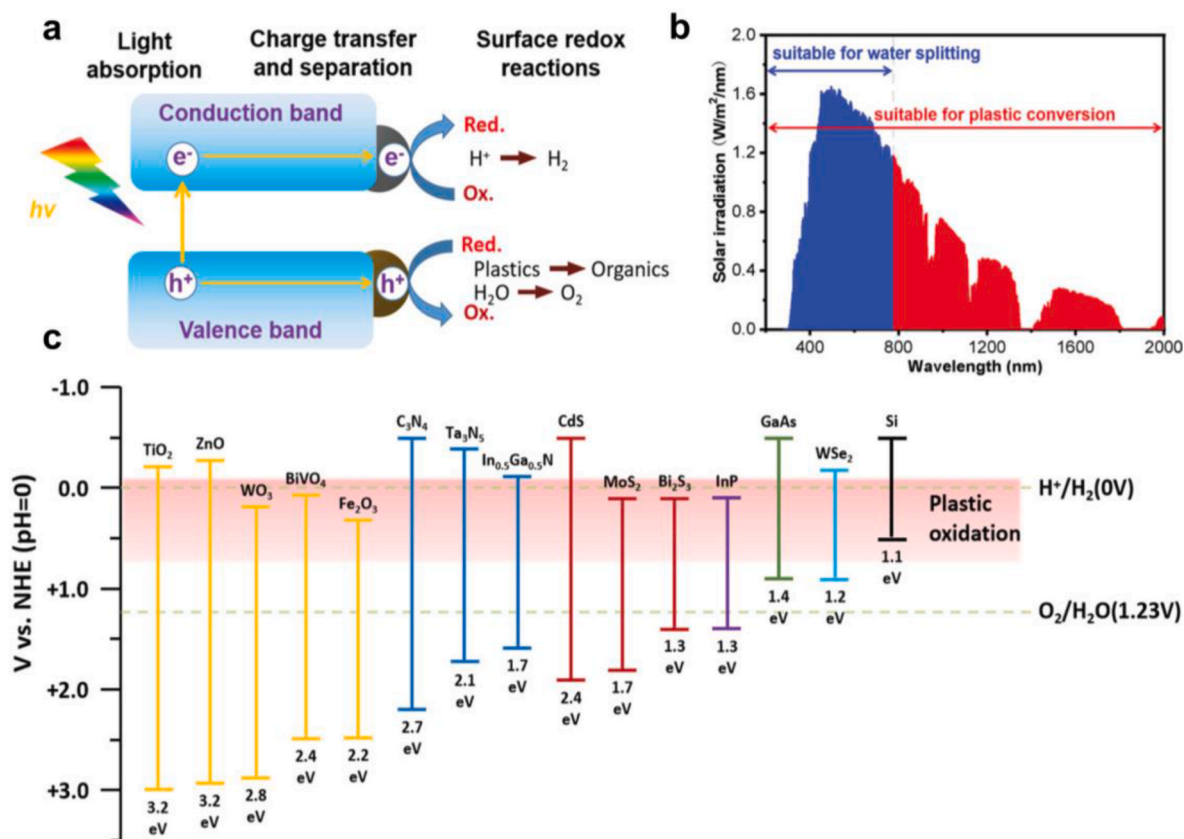 a
Light
absorption
Charge transfer
and separation
Surface redox
reactions
Conduction band
e-
e-
Red.
H⁺ → H₂
Ox.
hv
h+
h+
Red.
Plastics → Organics
H₂O → O₂
Ox.
Valence band
b
2.0
1.6
1.2
0.8
0.4
0.0
Solar irradiation (W/m²/nm)
suitable for water splitting
suitable for plastic conversion
400
800
1200
1600
2000
Wavelength (nm)
c
V vs. NHE (pH=0)
-1.0
0.0
+1.0
+2.0
+3.0
TiO₂
ZnO
WO₃
BiVO₄
Fe₂O₃
C₃N₄
Ta₃N₅
In₀.₅Ga₀.₅N
CdS
MoS₂
Bi₂S₃
InP
GaAs
WSe₂
Si
H⁺/H₂(0V)
Plastic
oxidation
O₂/H₂O(1.23V)
3.2
eV
3.2
eV
2.8
eV
2.4
eV
2.2
eV
2.7
eV
2.1
eV
1.7
eV
2.4
eV
1.7
eV
1.3
eV
1.3
eV
1.4
eV
1.2
eV
1.1
eV